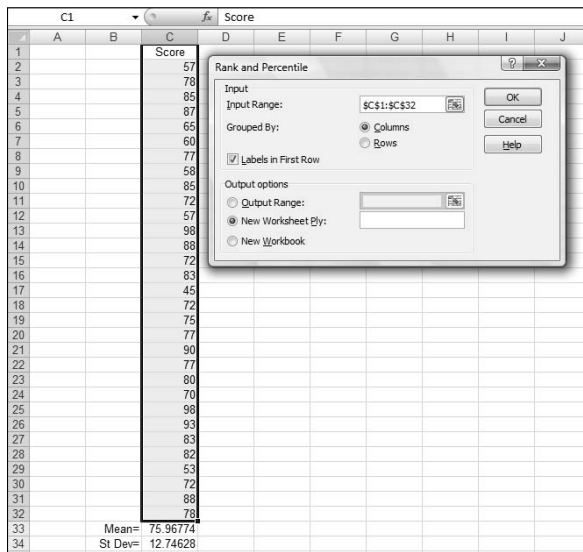 C1 fx Score
A B C D E F G H I J
1 Score
2 57
3 78
4 85
5 87
6 65
7 60
8 77
9 58
10 85
11 72
12 57
13 98
14 88
15 72
16 83
17 45
18 72
19 75
20 77
21 90
22 77
23 80
24 70
25 98
26 93
27 83
28 82
29 53
30 72
31 88
32 78
33 Mean= 75.96774
34 St Dev= 12.74628
Rank and Percentile ? X
Input
Input Range: $C$1:$C$32 OK
Grouped By: Columns Cancel
Rows Help
Labels in First Row
Output options
Output Range:
New Worksheet Ply:
New Workbook